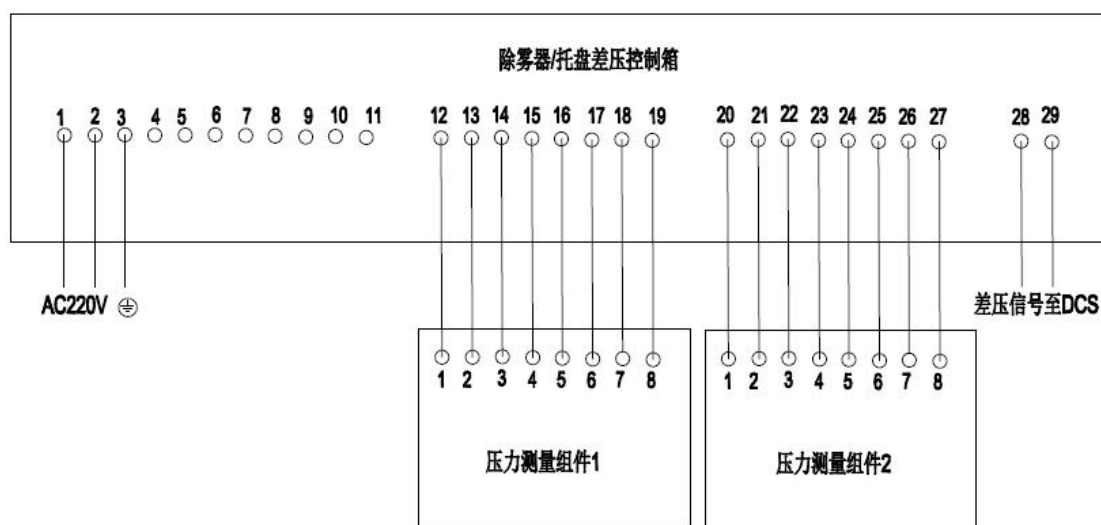 除雾器/托盘差压控制箱
1 2 3 4 5 6 7 8 9 10 11 12 13 14 15 16 17 18 19 20 21 22 23 24 25 26 27 28 29
AC220V 差压信号至DCS
1 2 3 4 5 6 7 8 1 2 3 4 5 6 7 8
压力测量组件1 压力测量组件2